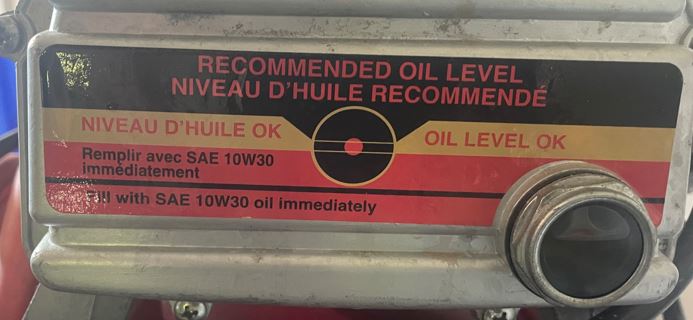 RECOMMENDED OIL LEVEL
NIVEAU D'HUILE RECOMMENDÉ
NIVEAU D'HUILE OK
OIL LEVEL OK
Remplir avec SAE 10W30
immédiatement
Fill with SAE 10W30 oil immediately